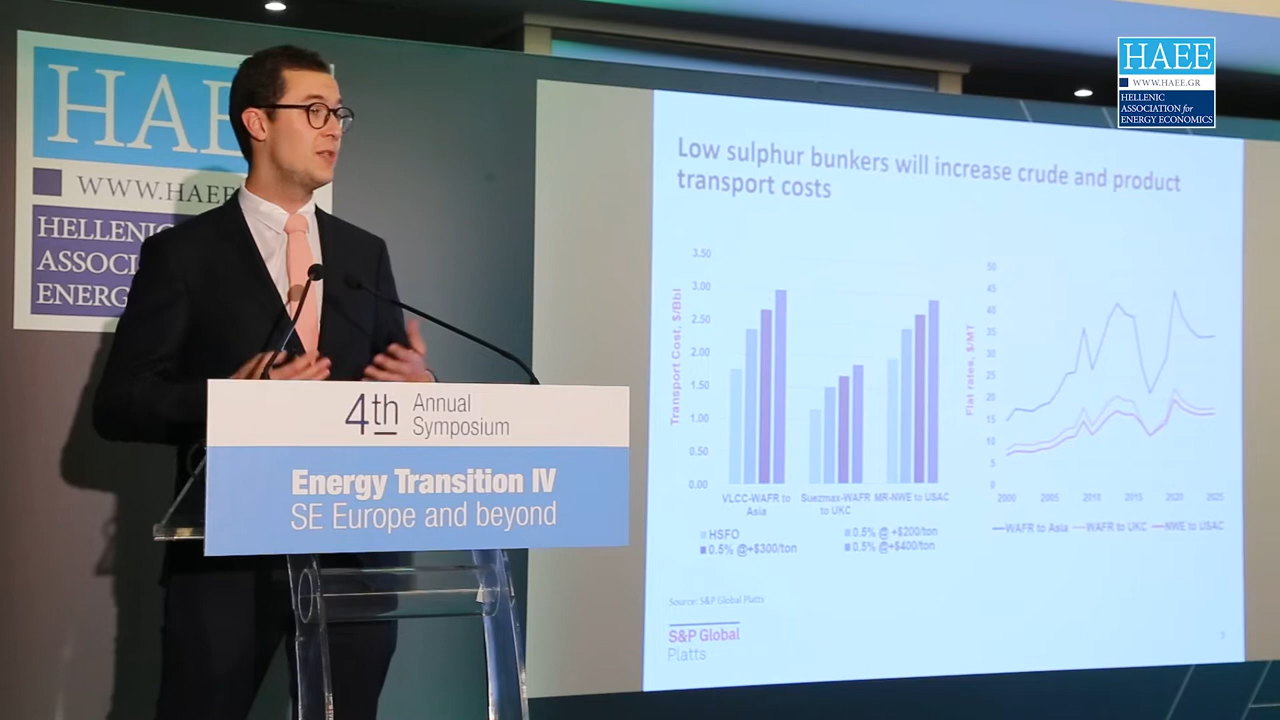 HAE
WWW.HAE
HELLENIC
ASSOCI
ENERG
HAEE
WWW.HAEE.GR
HELLENIC
ASSOCIATION for
ENERGY ECONOMICS
4th Annual
Symposium
Energy Transition IV
SE Europe and beyond
Low sulphur bunkers will increase crude and product
transport costs
Transport Cost, $/Bbl
3.50
3.00
2.50
2.00
1.50
1.00
0.50
0.00
VLCC-WAFR to
Asia
Suezmax-WAFR
to UKC
MR-NWE to USAC
HSFO
0.5% @ +$200/ton
0.5% @+$300/ton
0.5% @+$400/ton
Flat rates, $/MT
50
45
40
35
30
25
20
15
10
5
0
2000 2005 2010 2015 2020 2025
WAFR to Asia WAFR to UKC NWE to USAC
Source: S&P Global Platts
S&P Global
Platts
3